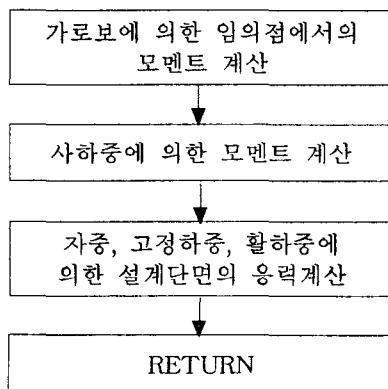 가로보에 의한 임의점에서의
모멘트 계산
사하중에 의한 모멘트 계산
자중, 고정하중, 활하중에
의한 설계단면의 응력계산
RETURN